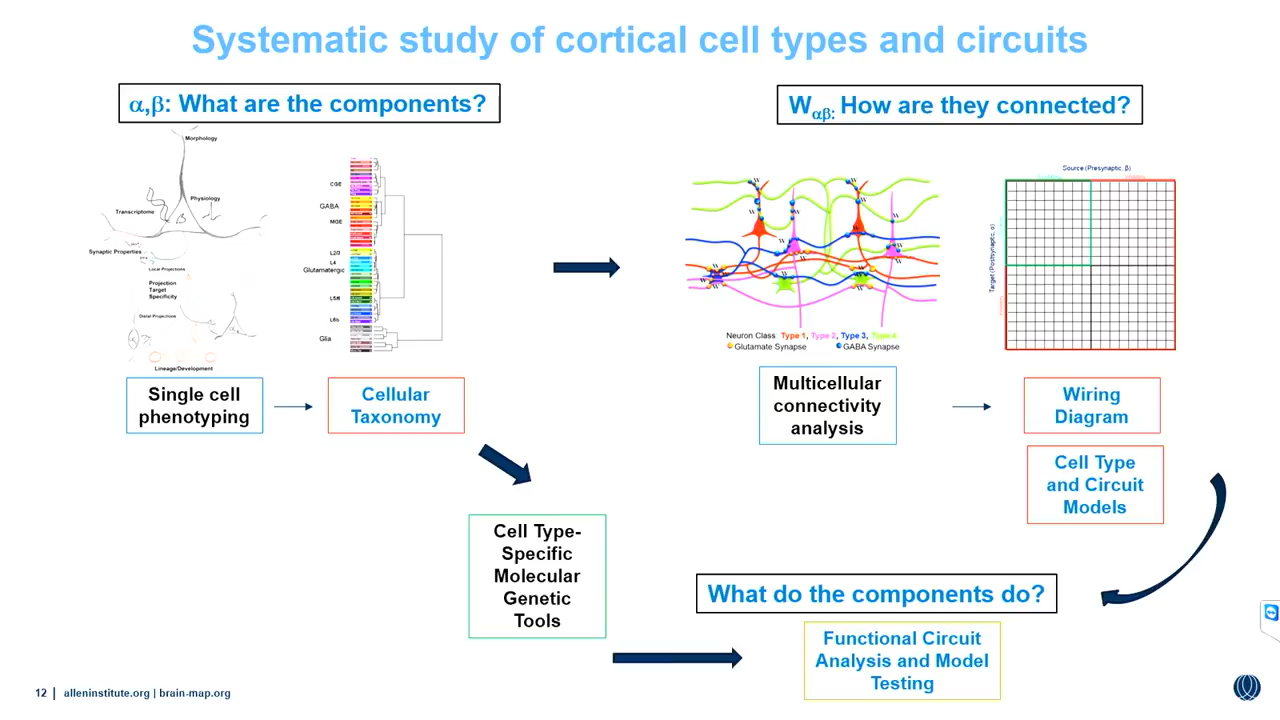 Systematic study of cortical cell types and circuits
α,β: What are the components?
Wαβ: How are they connected?
Morphology
Physiology
Transcriptome
Synaptic Properties
Local Projections
Projection
Target
Specificity
Distal Projections
Lineage/Development
CGE
GABA
MGE
L2/3
L4
Glutamatergic
L5/6
L6b
Glia
Source (Presynaptic, β)
Target (Postsynaptic, α)
W
W
W
W
W
W
W
W
W
W
Neuron Class: Type 1, Type 2, Type 3, Type 4
Glutamate Synapse
GABA Synapse
Single cell
phenotyping
Cellular
Taxonomy
Multicellular
connectivity
analysis
Wiring
Diagram
Cell Type
and Circuit
Models
Cell Type-
Specific
Molecular
Genetic
Tools
What do the components do?
Functional Circuit
Analysis and Model
Testing
12 | alleninstitute.org | brain-map.org